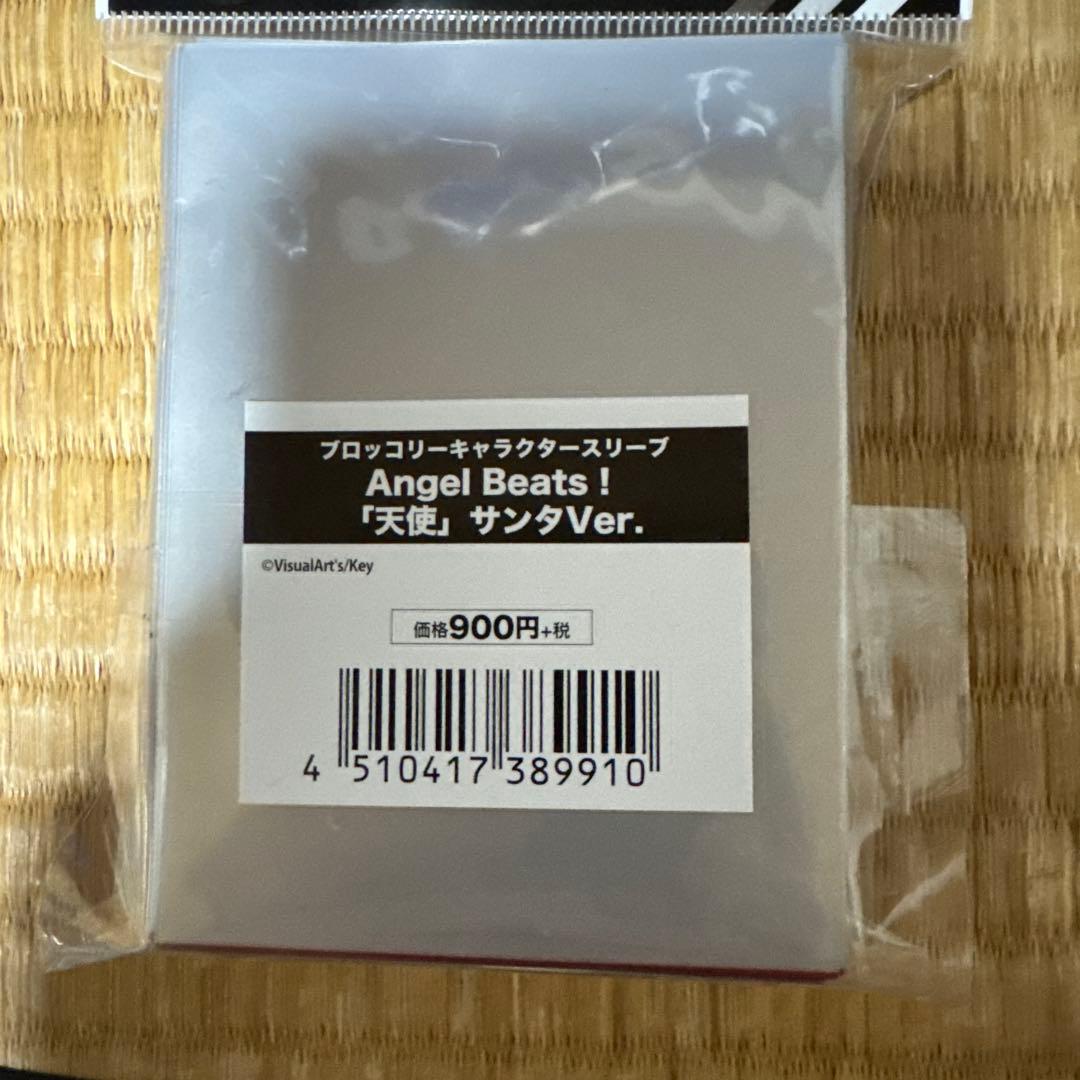 ブロッコリーキャラクタースリーブ
Angel Beats！
「天使」サンタVer.
©VisualArt's/Key
価格900円+税
4 510417 389910